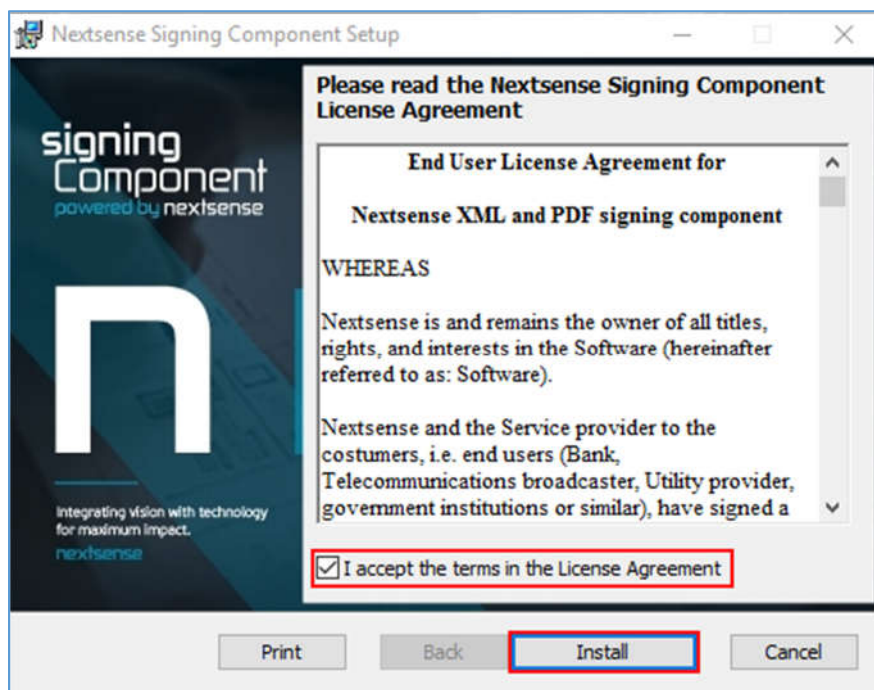 Nextsense Signing Component Setup
signing
Component
powered by nextsense
n
Integrating vision with technology
for maximum impact.
nextsense
Please read the Nextsense Signing Component
License Agreement
End User License Agreement for
Nextsense XML and PDF signing component
WHEREAS
Nextsense is and remains the owner of all titles,
rights, and interests in the Software (hereinafter
referred to as: Software).
Nextsense and the Service provider to the
costumers, i.e. end users (Bank,
Telecommunications broadcaster, Utility provider,
government institutions or similar), have signed a
I accept the terms in the License Agreement
Print
Back
Install
Cancel